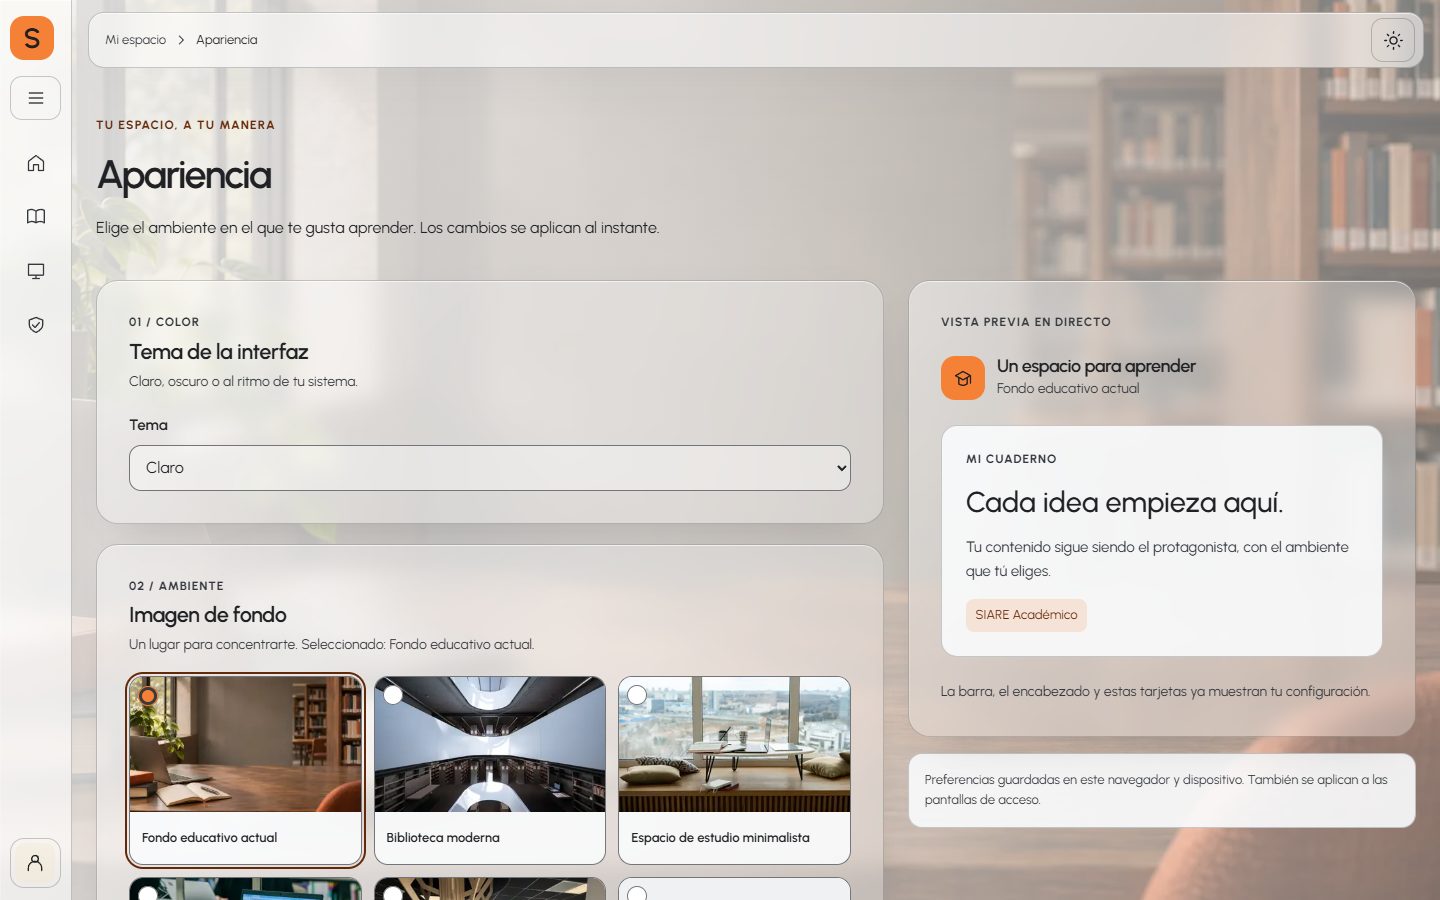 S
Mi espacio > Apariencia
TU ESPACIO, A TU MANERA
Apariencia
Elige el ambiente en el que te gusta aprender. Los cambios se aplican al instante.
01 / COLOR
Tema de la interfaz
Claro, oscuro o al ritmo de tu sistema.
Tema
Claro
02 / AMBIENTE
Imagen de fondo
Un lugar para concentrarte. Seleccionado: Fondo educativo actual.
Fondo educativo actual
Biblioteca moderna
Espacio de estudio minimalista
VISTA PREVIA EN DIRECTO
Un espacio para aprender
Fondo educativo actual
MI CUADERNO
Cada idea empieza aquí.
Tu contenido sigue siendo el protagonista, con el ambiente
que tú eliges.
SIARE Académico
La barra, el encabezado y estas tarjetas ya muestran tu configuración.
Preferencias guardadas en este navegador y dispositivo. También se aplican a las
pantallas de acceso.